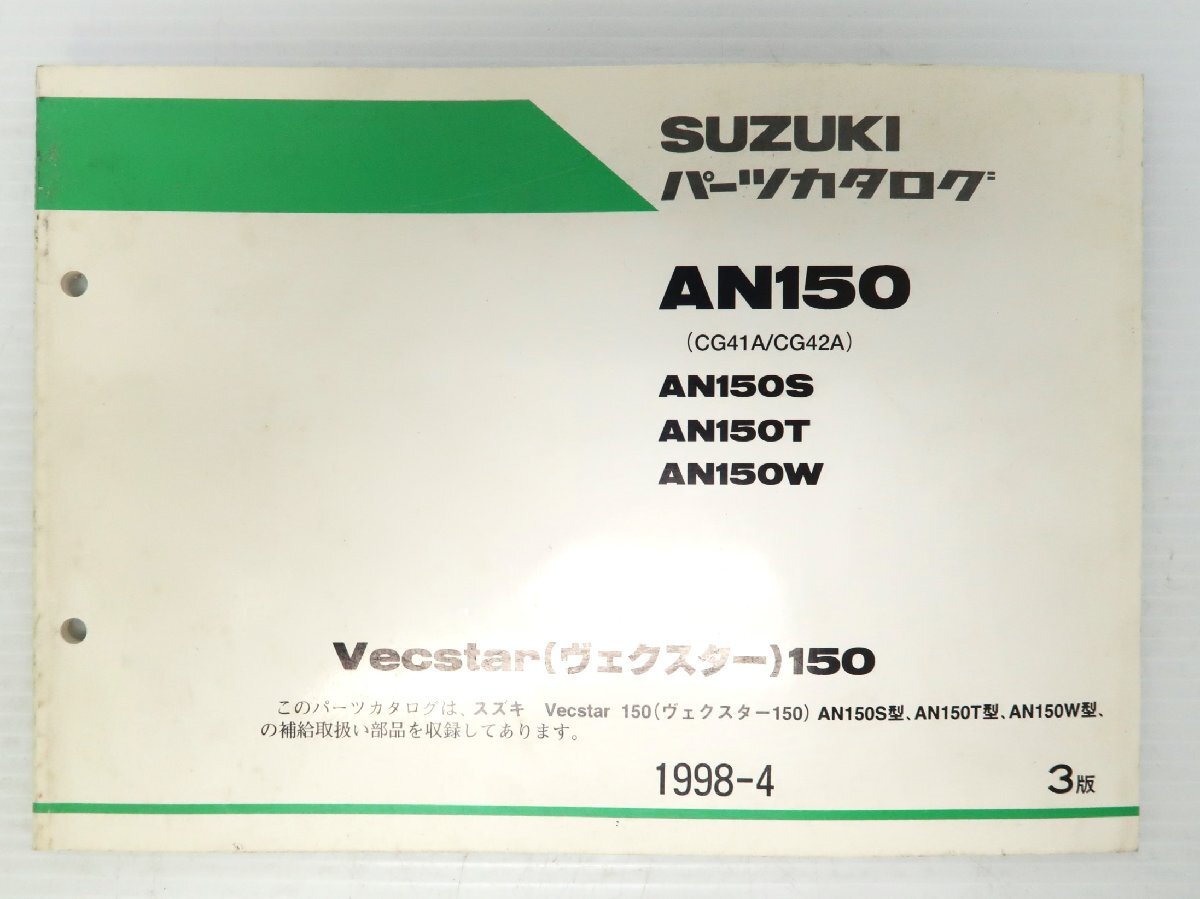 SUZUKI
パーツカタログ
AN150
(CG41A/CG42A)
AN150S
AN150T
AN150W
Vecstar(ヴェクスター)150
このパーツカタログは、スズキ Vecstar 150(ヴェクスター150) AN150S型、AN150T型、AN150W型、
の補給取扱い部品を収録してあります。
1998-4 3版